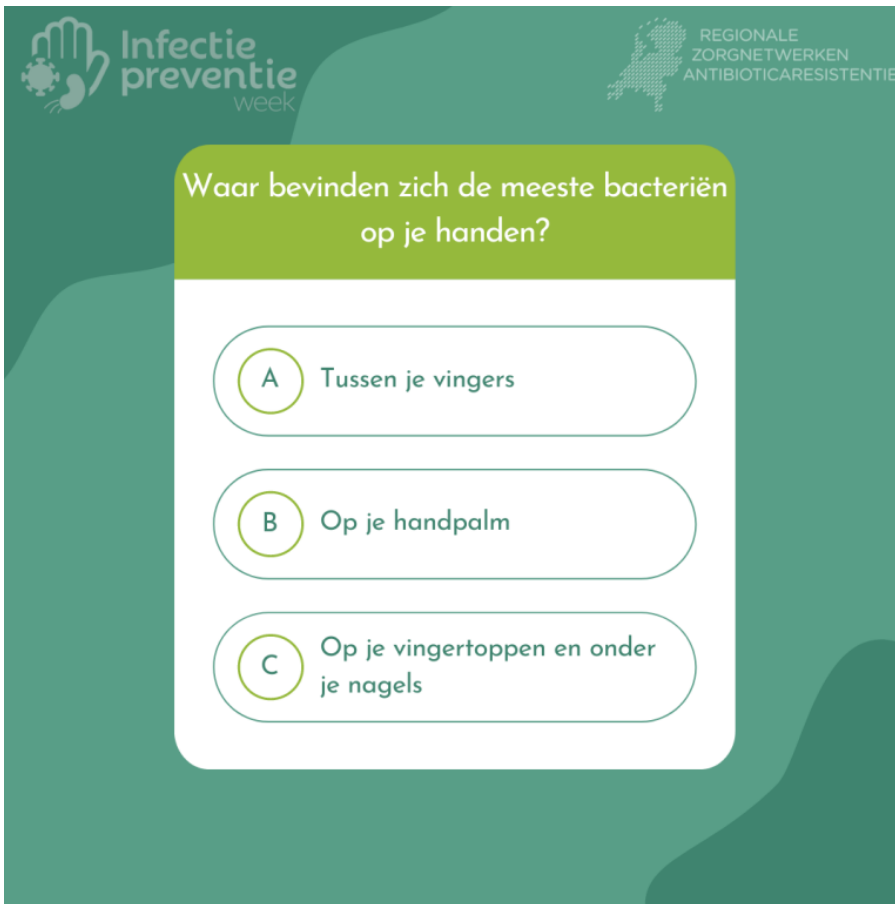 Infectie
preventie
week
REGIONALE
ZORGNETWERKEN
ANTIBIOTICARESISTENTIE
Waar bevinden zich de meeste bacteriën
op je handen?
A Tussen je vingers
B Op je handpalm
C Op je vingertoppen en onder
je nagels